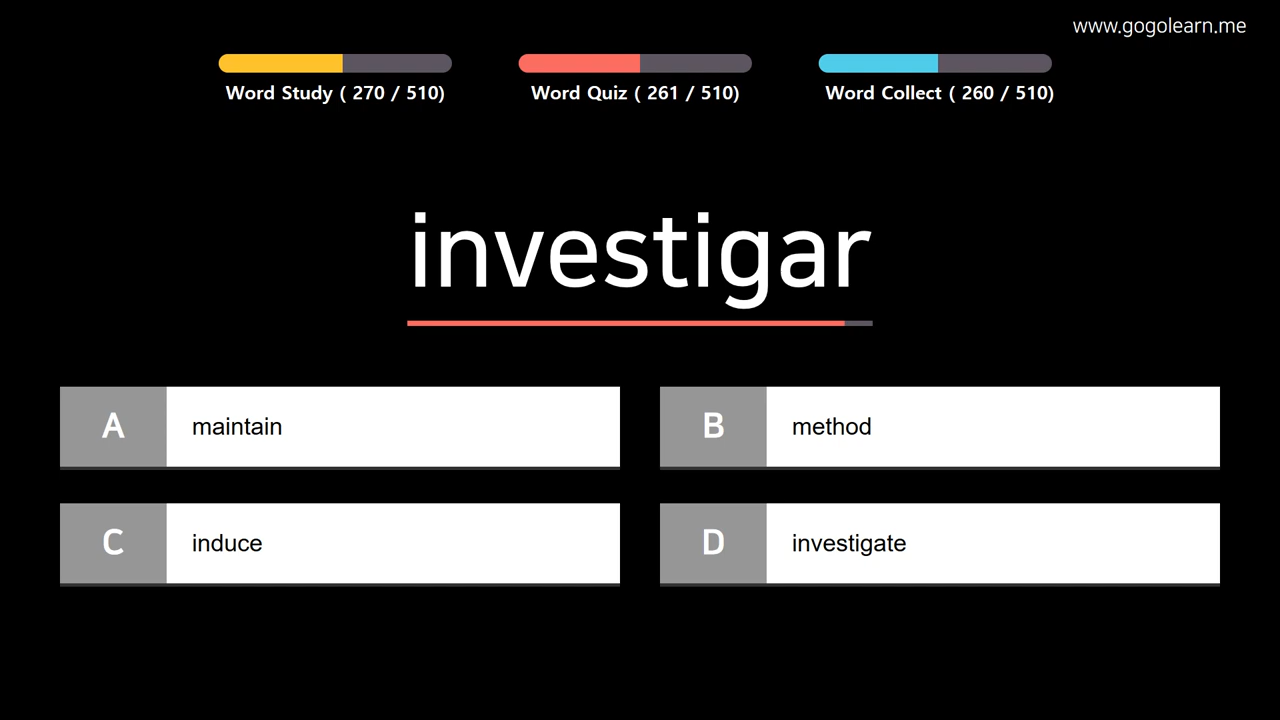 www.gogolearn.me
Word Study ( 270 / 510)
Word Quiz ( 261 / 510)
Word Collect ( 260 / 510)
investigar
A maintain
B method
C induce
D investigate